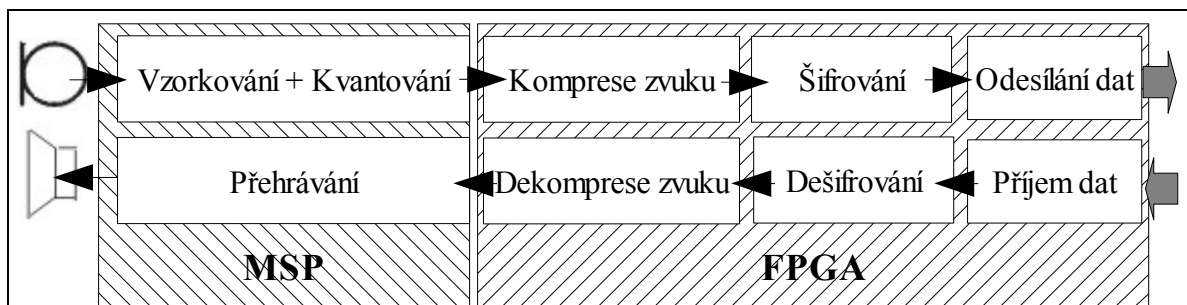 Vzorkování + Kvantování Komprese zvuku Šifrování Odesílání dat
Přehrávání Dekomprese zvuku Dešifrování Příjem dat
MSP FPGA